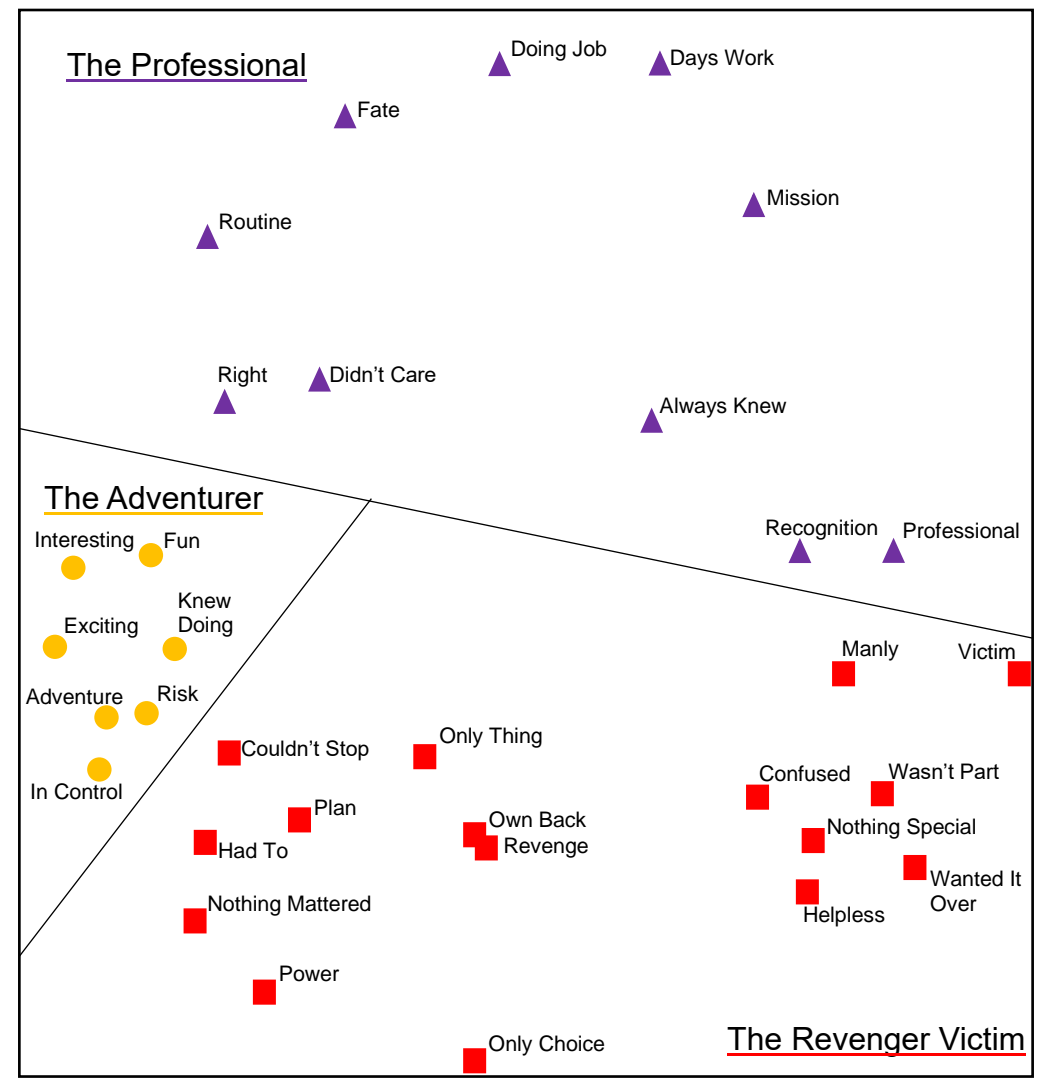 The Professional
Doing Job
Days Work
Fate
Mission
Routine
Right
Didn't Care
Always Knew
Recognition
Professional
The Adventurer
Interesting
Fun
Exciting
Knew
Doing
Adventure
Risk
In Control
Manly
Victim
Couldn't Stop
Only Thing
Confused
Wasn't Part
Plan
Own Back
Nothing Special
Had To
Revenge
Wanted It
Over
Nothing Mattered
Helpless
Power
Only Choice
The Revenger Victim